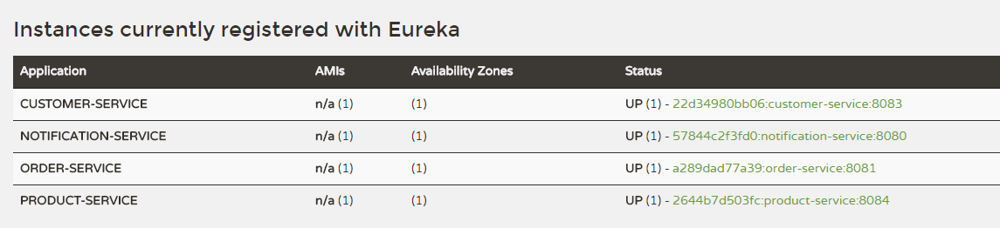 Instances currently registered with Eureka
Application AMIs Availability Zones Status
CUSTOMER-SERVICE n/a (1) (1) UP (1) - 22d34980bb06:customer-service:8083
NOTIFICATION-SERVICE n/a (1) (1) UP (1) - 57844c2f3fd0:notification-service:8080
ORDER-SERVICE n/a (1) (1) UP (1) - a289dad77a39:order-service:8081
PRODUCT-SERVICE n/a (1) (1) UP (1) - 2644b7d503fc:product-service:8084